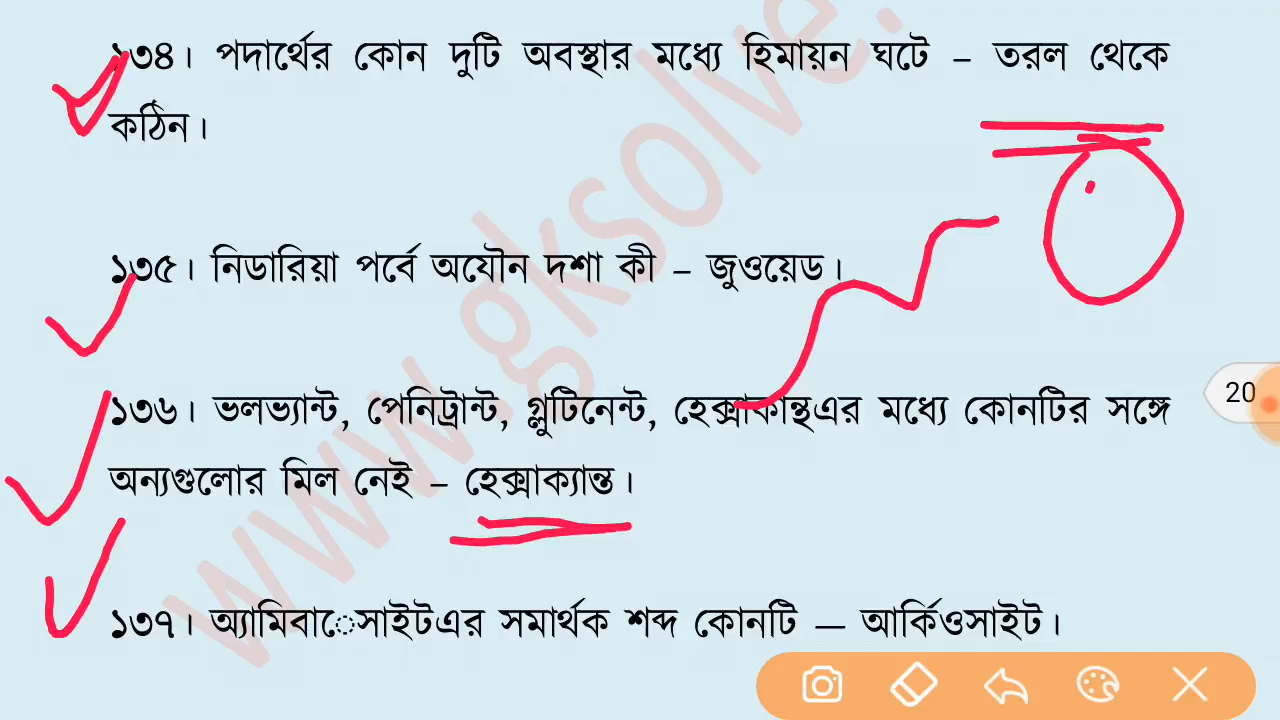 ১৩৪। পদার্থের কোন দুটি অবস্থার মধ্যে হিমায়ন ঘটে – তরল থেকে
কঠিন।
১৩৫। নিডারিয়া পর্বে অযৌন দশা কী – জুওয়েড।
১৩৬। ভলভ্যান্ট, পেনিট্রান্ট, গ্লুটিনেন্ট, হেক্সাকান্থএর মধ্যে কোনটির সঙ্গে
অন্যগুলোর মিল নেই – হেক্সাক্যান্ত।
১৩৭। অ্যামিবােসাইটএর সমার্থক শব্দ কোনটি — আর্কিওসাইট।
www.gksolve.
20